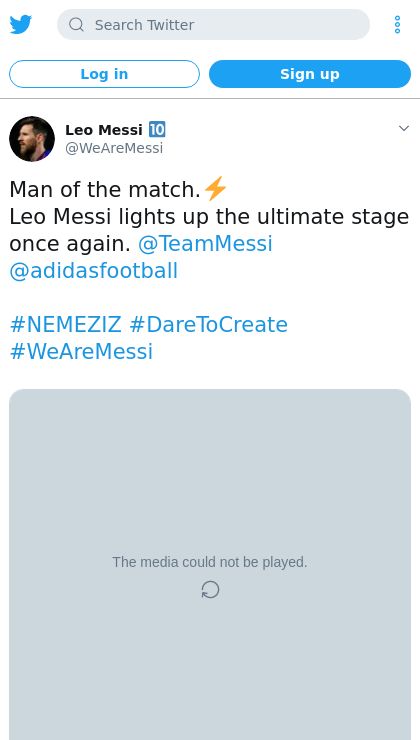 Search Twitter
Log in
Sign up
Leo Messi 🔟
@WeAreMessi
Man of the match.⚡
Leo Messi lights up the ultimate stage
once again. @TeamMessi
@adidasfootball
#NEMEZIZ #DareToCreate
#WeAreMessi
The media could not be played.